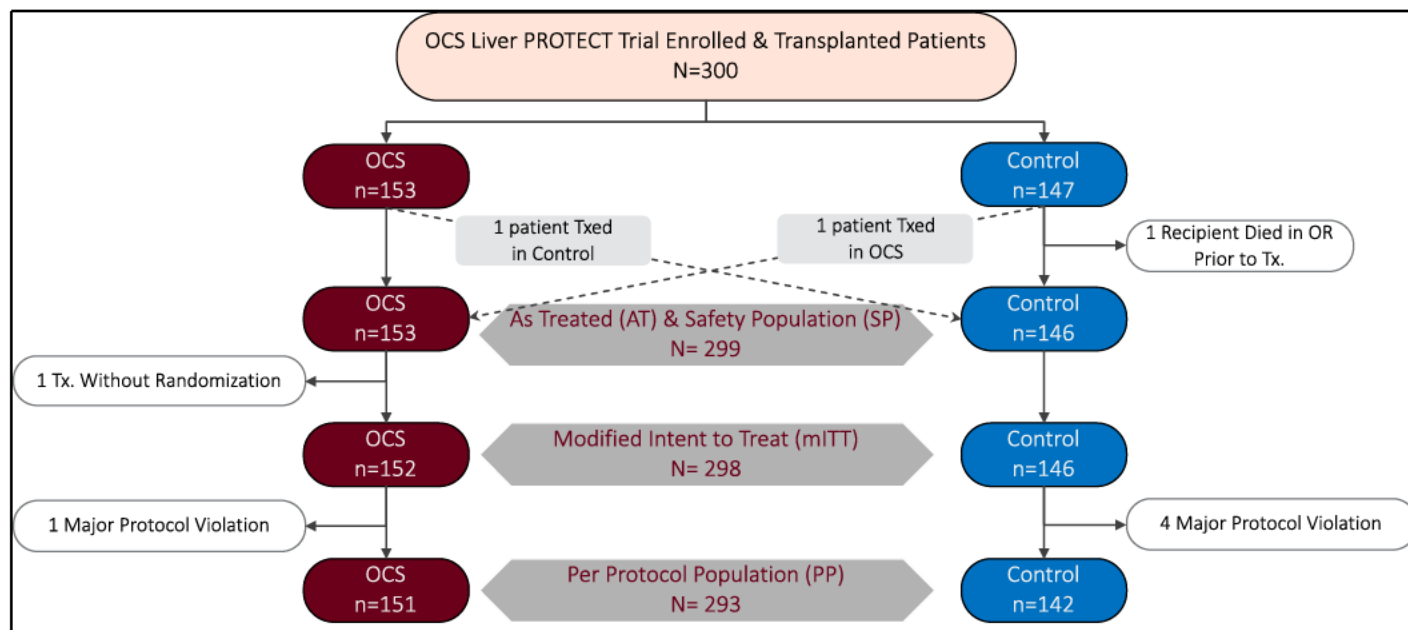 OCS Liver PROTECT Trial Enrolled & Transplanted Patients
N=300
OCS
n=153
Control
n=147
1 patient Txed
in Control
1 patient Txed
in OCS
1 Recipient Died in OR
Prior to Tx.
OCS
n=153
As Treated (AT) & Safety Population (SP)
N= 299
Control
n=146
1 Tx. Without Randomization
OCS
n=152
Modified Intent to Treat (mITT)
N= 298
Control
n=146
1 Major Protocol Violation
4 Major Protocol Violation
OCS
n=151
Per Protocol Population (PP)
N= 293
Control
n=142